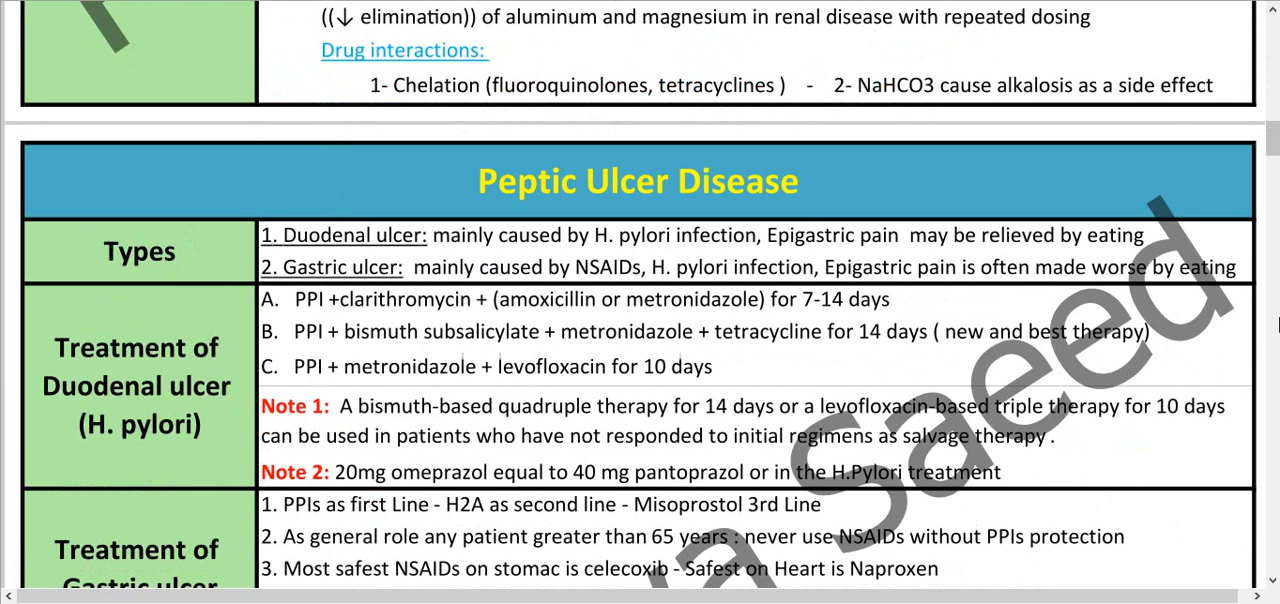 ((↓ elimination)) of aluminum and magnesium in renal disease with repeated dosing
Drug interactions:
1- Chelation (fluoroquinolones, tetracyclines ) - 2- NaHCO3 cause alkalosis as a side effect
Peptic Ulcer Disease
Types
1. Duodenal ulcer: mainly caused by H. pylori infection, Epigastric pain may be relieved by eating
2. Gastric ulcer: mainly caused by NSAIDs, H. pylori infection, Epigastric pain is often made worse by eating
Treatment of
Duodenal ulcer
(H. pylori)
A. PPI +clarithromycin + (amoxicillin or metronidazole) for 7-14 days
B. PPI + bismuth subsalicylate + metronidazole + tetracycline for 14 days ( new and best therapy)
C. PPI + metronidazole + levofloxacin for 10 days
Note 1: A bismuth-based quadruple therapy for 14 days or a levofloxacin-based triple therapy for 10 days
can be used in patients who have not responded to initial regimens as salvage therapy .
Note 2: 20mg omeprazol equal to 40 mg pantoprazol or in the H.Pylori treatment
Treatment of
Gastric ulcer
1. PPIs as first Line - H2A as second line - Misoprostol 3rd Line
2. As general role any patient greater than 65 years : never use NSAIDs without PPIs protection
3. Most safest NSAIDs on stomac is celecoxib - Safest on Heart is Naproxen
Saeed